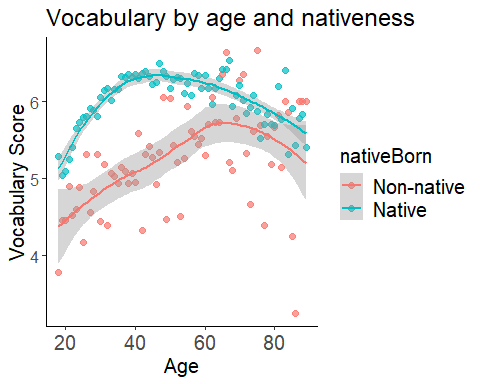 Vocabulary by age and nativeness
Vocabulary Score
6
5
4
20 40 60 80
Age
nativeBorn
Non-native
Native